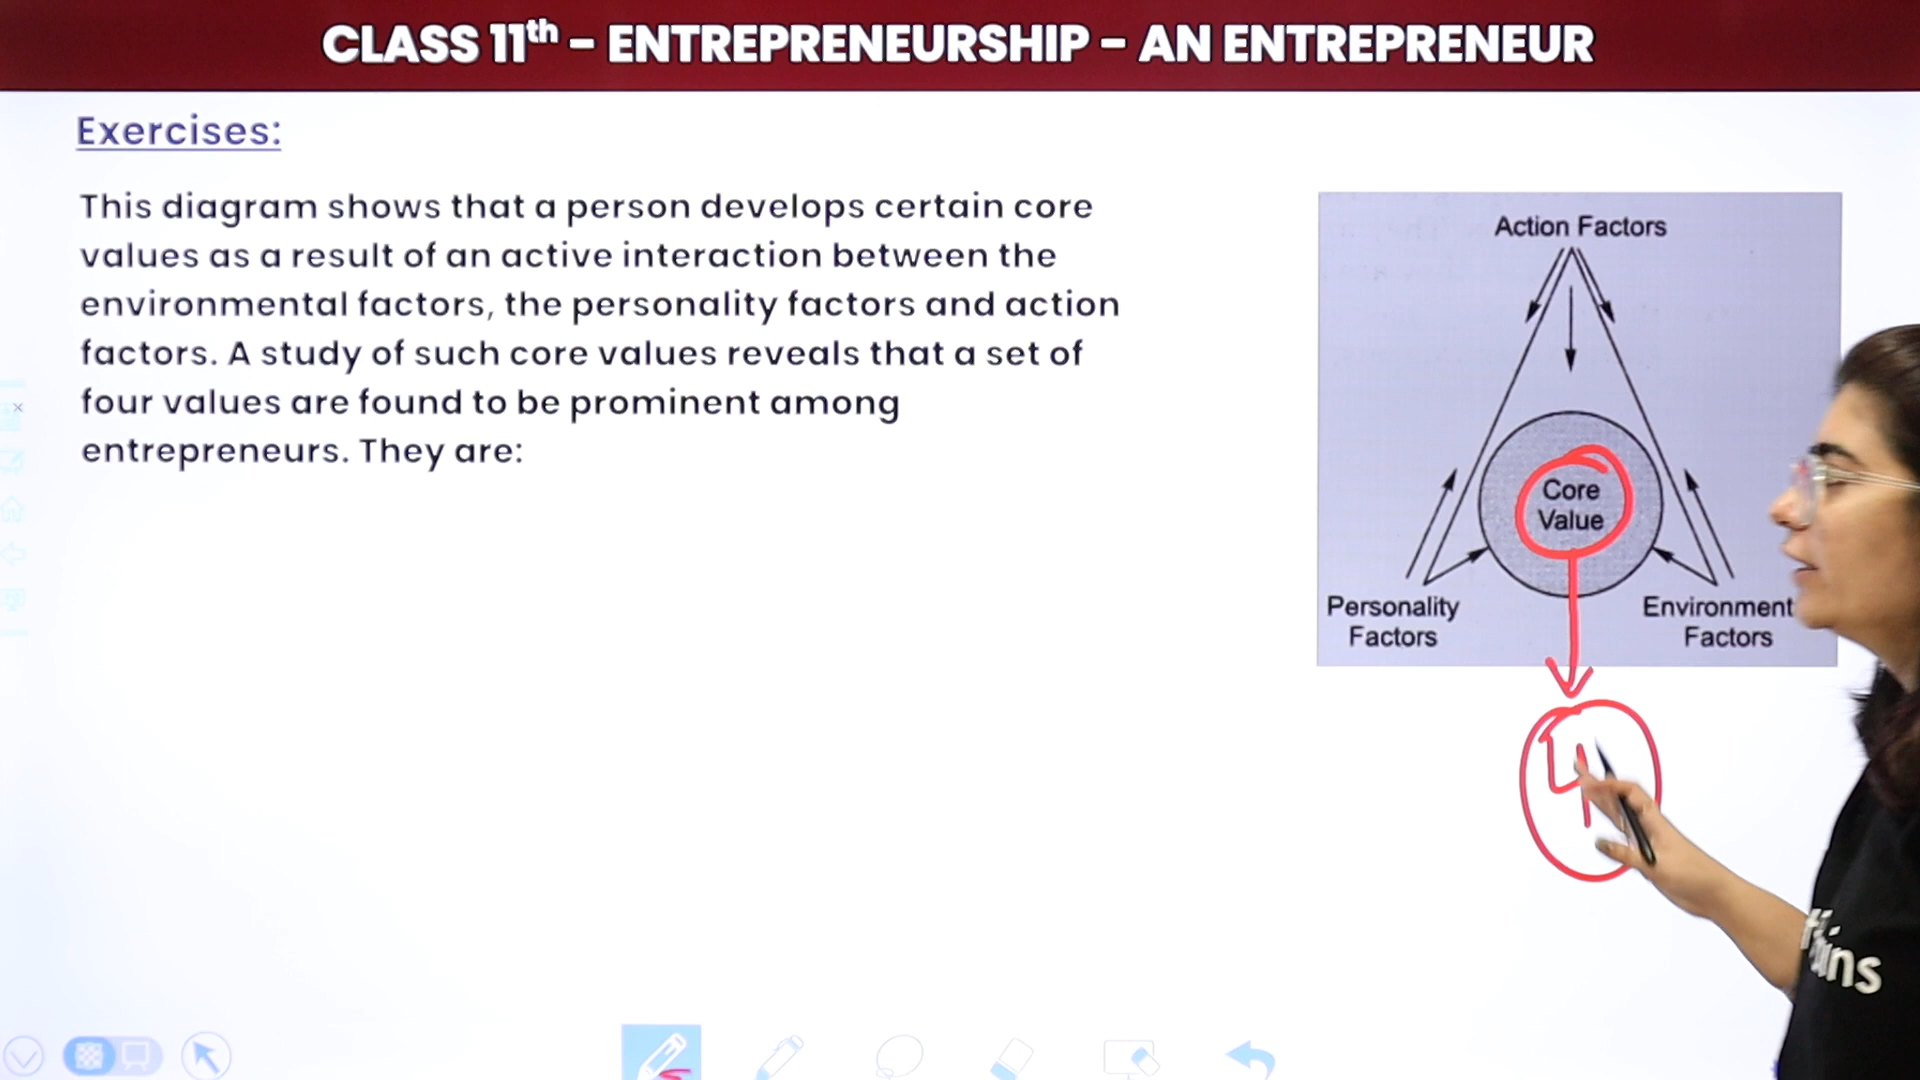 CLASS 11th – ENTREPRENEURSHIP – AN ENTREPRENEUR
Exercises:
This diagram shows that a person develops certain core
values as a result of an active interaction between the
environmental factors, the personality factors and action
factors. A study of such core values reveals that a set of
four values are found to be prominent among
entrepreneurs. They are:
Action Factors
Core
Value
Personality
Factors
Environment
Factors
4